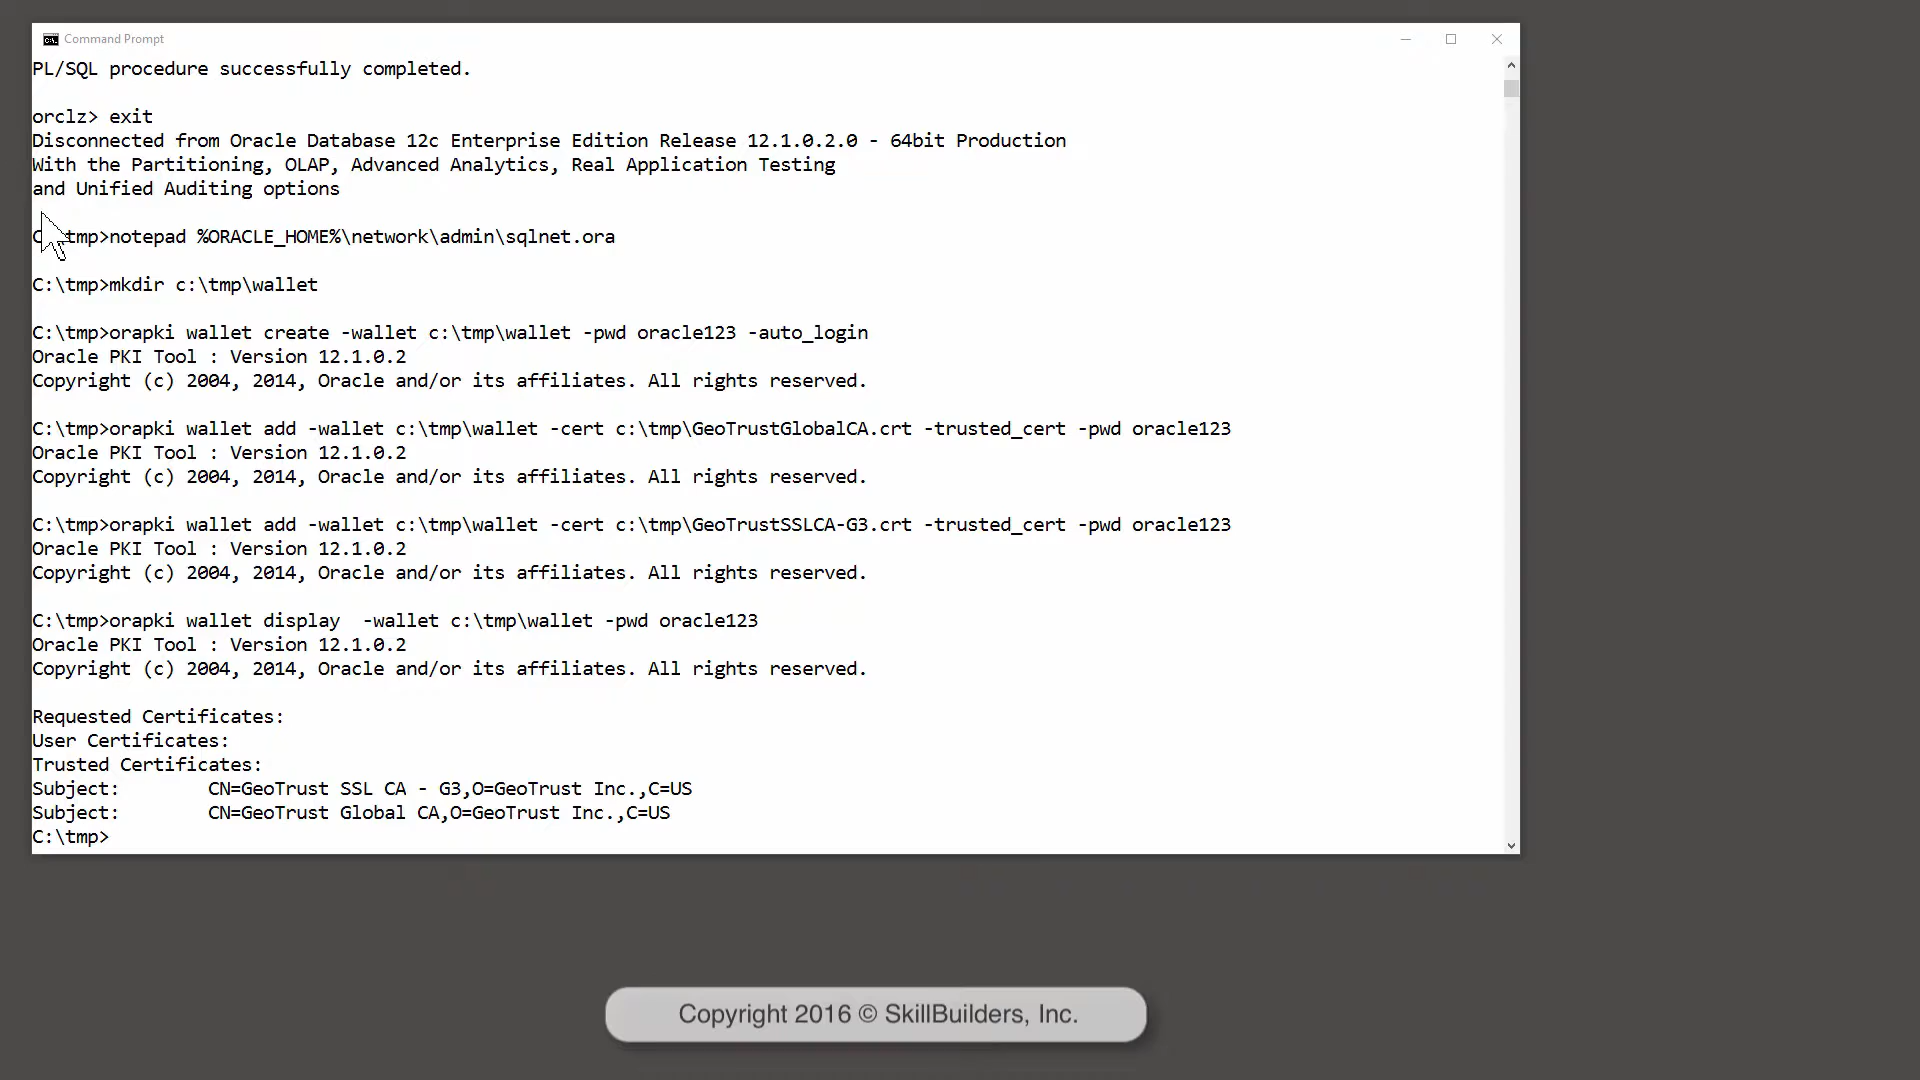 Command Prompt
PL/SQL procedure successfully completed.
orclz> exit
Disconnected from Oracle Database 12c Enterprise Edition Release 12.1.0.2.0 - 64bit Production
With the Partitioning, OLAP, Advanced Analytics, Real Application Testing
and Unified Auditing options
C:\tmp>notepad %ORACLE_HOME%\network\admin\sqlnet.ora
C:\tmp>mkdir c:\tmp\wallet
C:\tmp>orapki wallet create -wallet c:\tmp\wallet -pwd oracle123 -auto_login
Oracle PKI Tool : Version 12.1.0.2
Copyright (c) 2004, 2014, Oracle and/or its affiliates. All rights reserved.
C:\tmp>orapki wallet add -wallet c:\tmp\wallet -cert c:\tmp\GeoTrustGlobalCA.crt -trusted_cert -pwd oracle123
Oracle PKI Tool : Version 12.1.0.2
Copyright (c) 2004, 2014, Oracle and/or its affiliates. All rights reserved.
C:\tmp>orapki wallet add -wallet c:\tmp\wallet -cert c:\tmp\GeoTrustSSLCA-G3.crt -trusted_cert -pwd oracle123
Oracle PKI Tool : Version 12.1.0.2
Copyright (c) 2004, 2014, Oracle and/or its affiliates. All rights reserved.
C:\tmp>orapki wallet display  -wallet c:\tmp\wallet -pwd oracle123
Oracle PKI Tool : Version 12.1.0.2
Copyright (c) 2004, 2014, Oracle and/or its affiliates. All rights reserved.
Requested Certificates:
User Certificates:
Trusted Certificates:
Subject:        CN=GeoTrust SSL CA - G3,O=GeoTrust Inc.,C=US
Subject:        CN=GeoTrust Global CA,O=GeoTrust Inc.,C=US
C:\tmp>
Copyright 2016 © SkillBuilders, Inc.